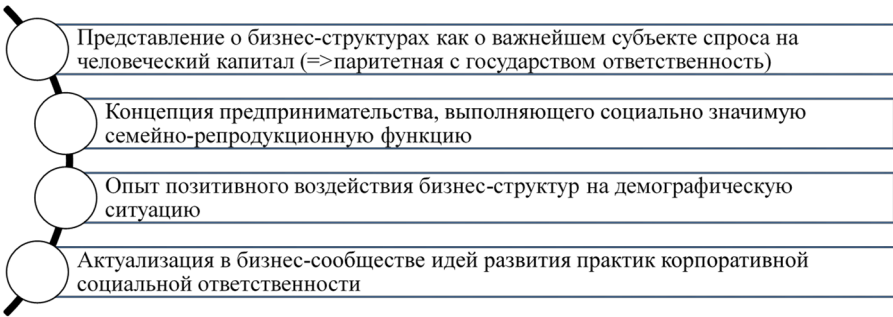 Представление о бизнес-структурах как о важнейшем субъекте спроса на
человеческий капитал (=>паритетная с государством ответственность)
Концепция предпринимательства, выполняющего социально значимую
семейно-репродукционную функцию
Опыт позитивного воздействия бизнес-структур на демографическую
ситуацию
Актуализация в бизнес-сообществе идей развития практик корпоративной
социальной ответственности